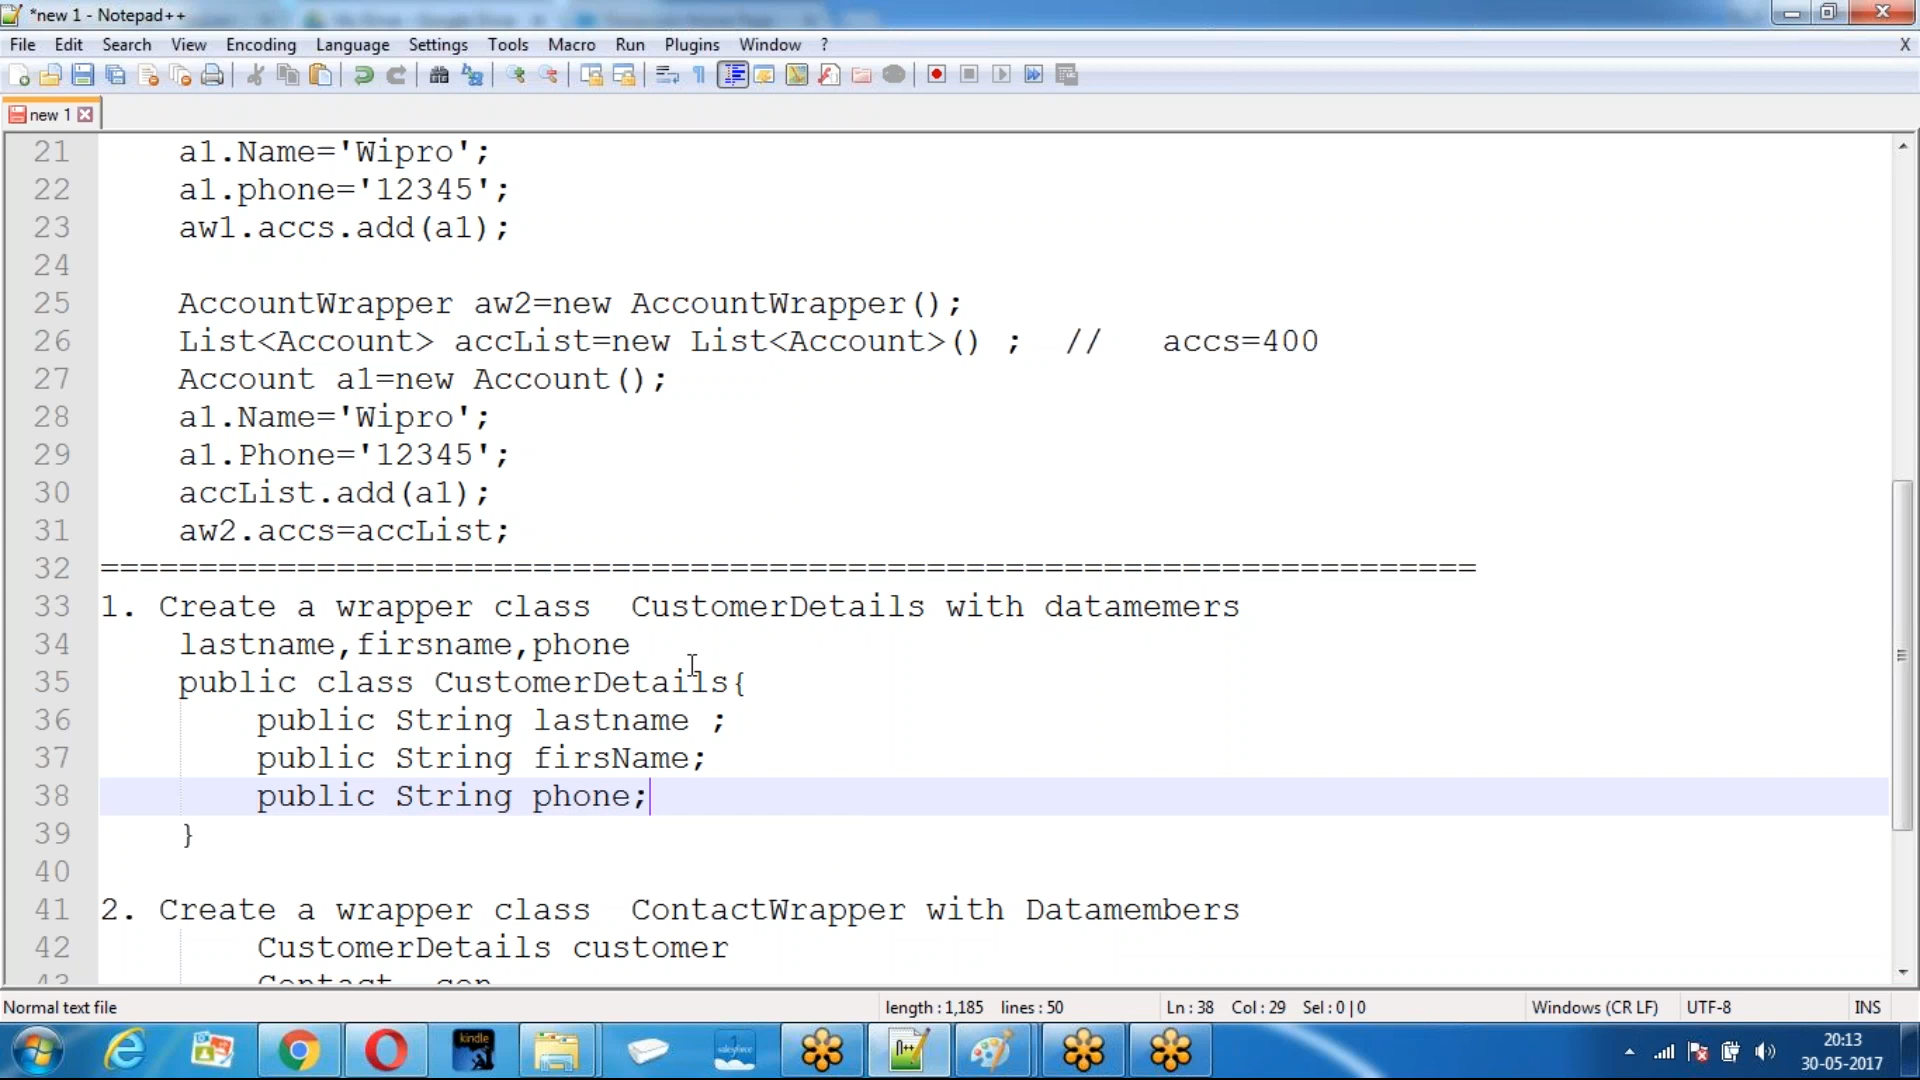 *new 1 - Notepad++
File Edit Search View Encoding Language Settings Tools Macro Run Plugins Window ? X
new 1
21 a1.Name='Wipro';
22 a1.phone='12345';
23 aw1.accs.add(a1);
24
25 AccountWrapper aw2=new AccountWrapper();
26 List<Account> accList=new List<Account>() ; // accs=400
27 Account a1=new Account();
28 a1.Name='Wipro';
29 a1.Phone='12345';
30 accList.add(a1);
31 aw2.accs=accList;
32 ======================================================================
33 1. Create a wrapper class CustomerDetails with datamemers
34 lastname,firsname,phone
35 public class CustomerDetails{
36 public String lastname ;
37 public String firsName;
38 public String phone;
39 }
40
41 2. Create a wrapper class ContactWrapper with Datamembers
42 CustomerDetails customer
43 Contact con
Normal text file length : 1,185 lines : 50 Ln : 38 Col : 29 Sel : 0 | 0 Windows (CR LF) UTF-8 INS
kindle
salesforce
20:13
30-05-2017